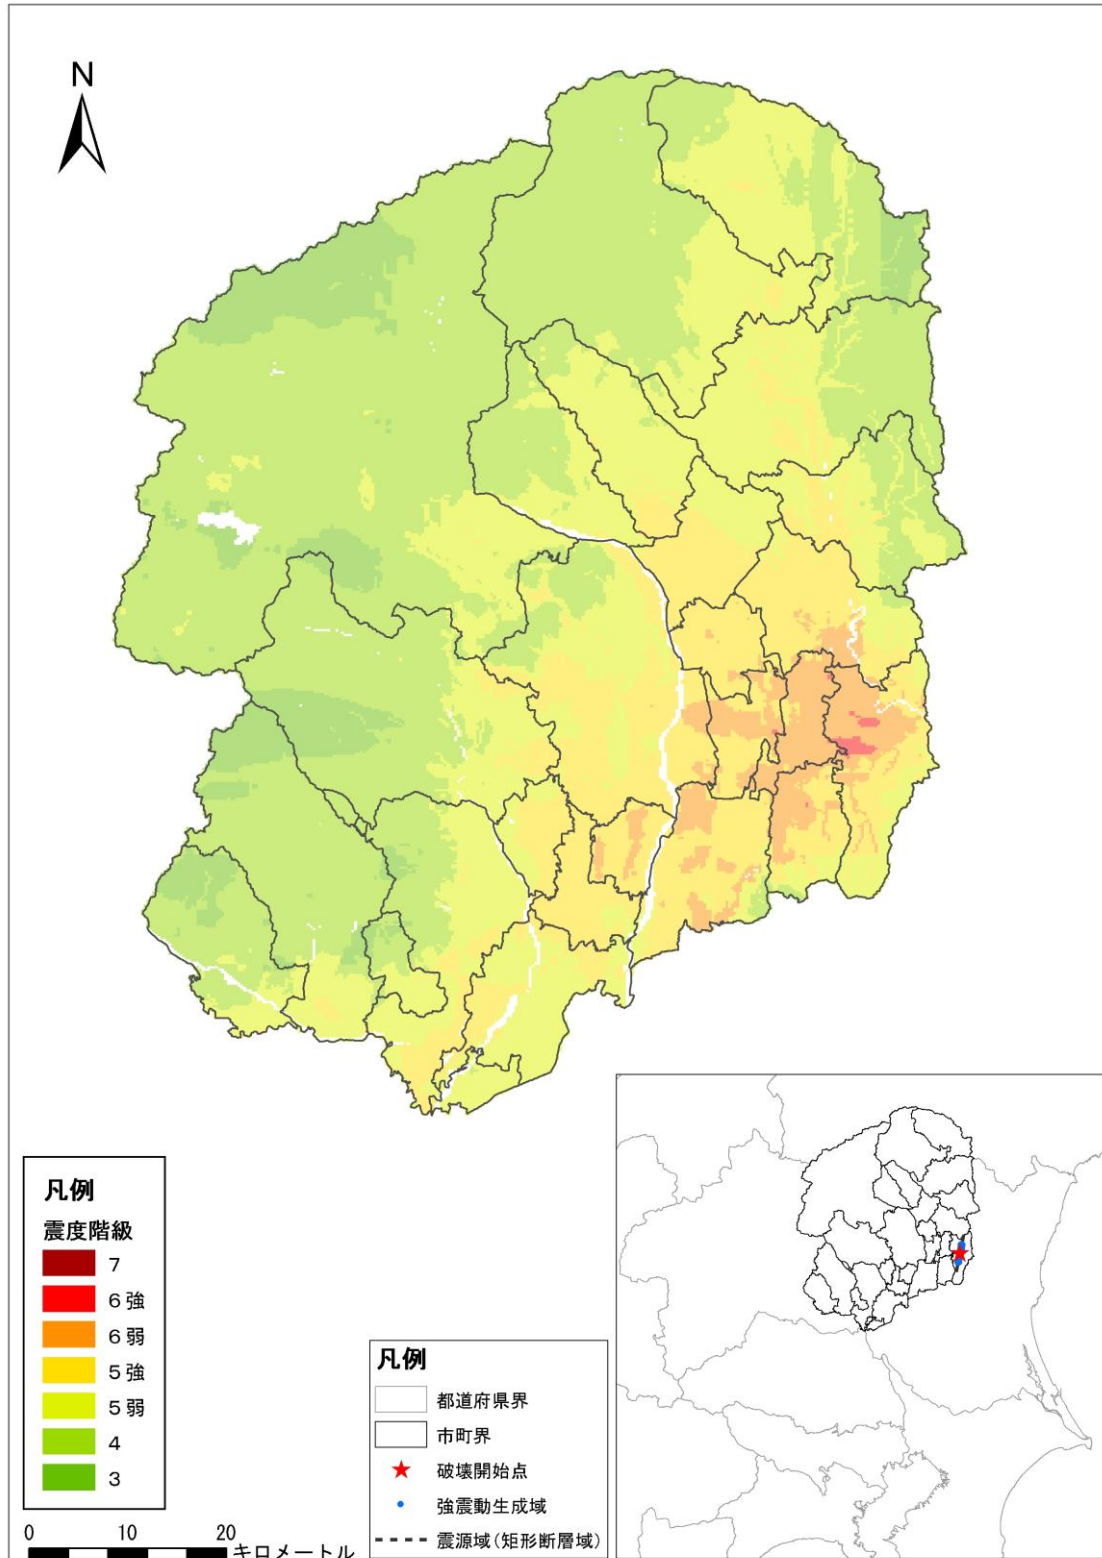 N
凡例
震度階級
7
6強
6弱
5強
5弱
4
3
0 10 20
キロメートル
凡例
都道府県界
市町界
破壊開始点
強震動生成域
震源域(矩形断層域)